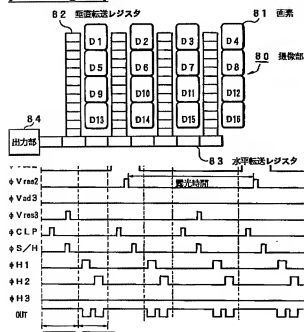 82 垂直転送レジスタ
81 画素
D1 D2 D3 D4
80 撮像部
D5 D6 D7 D8
D9 D10 D11 D12
D13 D14 D15 D16
84
出力部
83 水平転送レジスタ
φVres2
露光時間
φVad3
φVres3
φCLP
φS/H
φH1
φH2
φH3
OUT